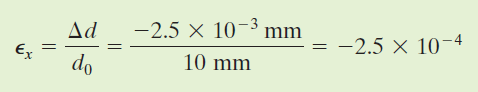 ϵₓ = Δd / d₀ = −2.5 × 10⁻³ mm / 10 mm = −2.5 × 10⁻⁴